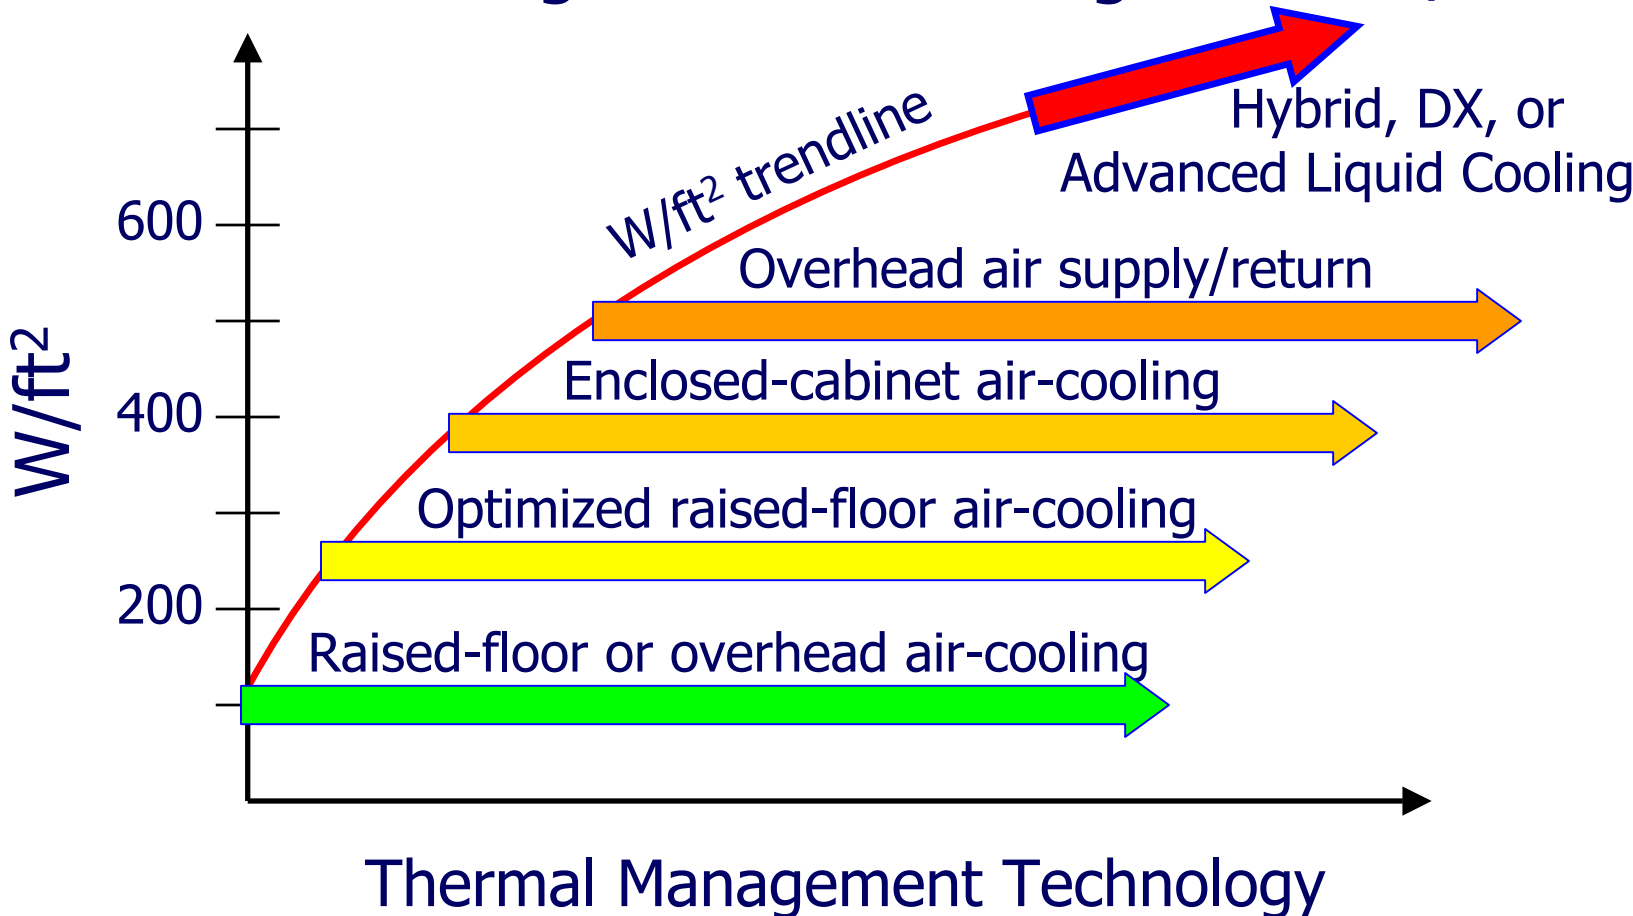 W/ft² trendline
Hybrid, DX, or
Advanced Liquid Cooling
600
Overhead air supply/return
W/ft²
Enclosed-cabinet air-cooling
400
Optimized raised-floor air-cooling
200
Raised-floor or overhead air-cooling
Thermal Management Technology